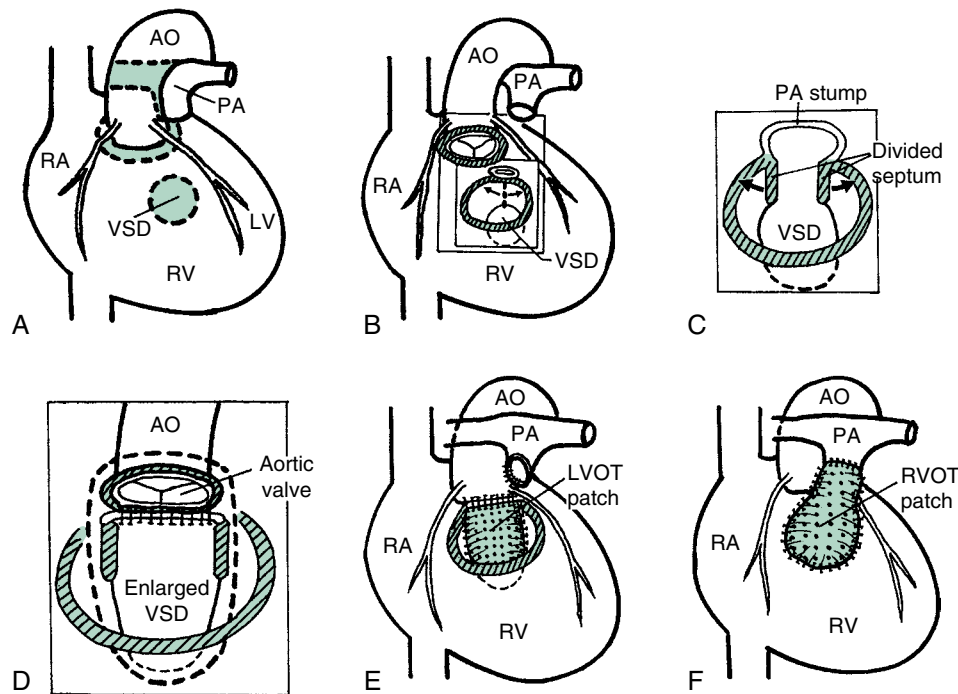 AO
PA
RA
VSD
LV
RV
A
AO
PA
RA
VSD
RV
B
PA stump
Divided
septum
VSD
C
AO
Aortic
valve
Enlarged
VSD
D
AO
PA
LVOT
patch
RA
RV
E
AO
PA
RVOT
patch
RA
RV
F